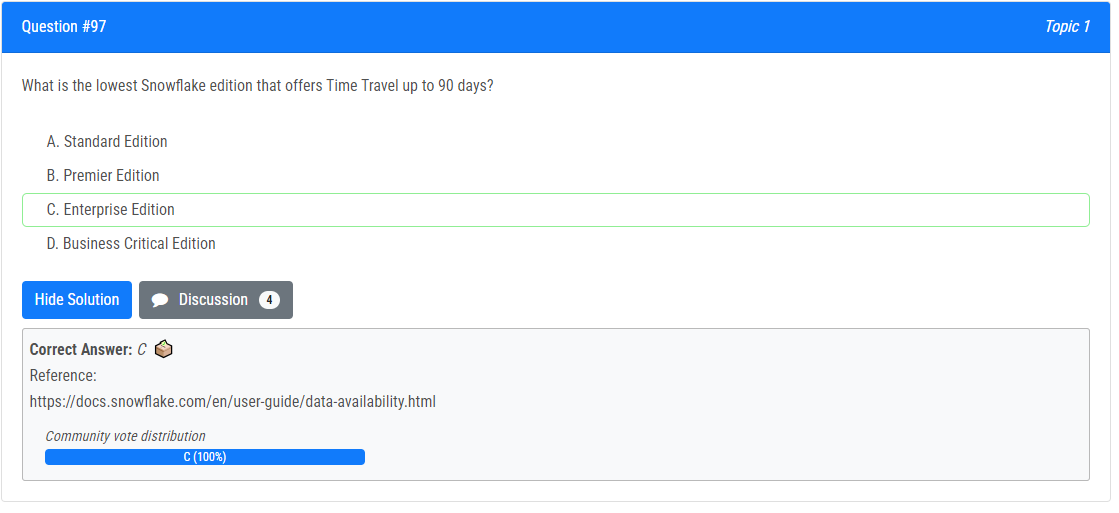 Question #97
Topic 1
What is the lowest Snowflake edition that offers Time Travel up to 90 days?
A. Standard Edition
B. Premier Edition
C. Enterprise Edition
D. Business Critical Edition
Hide Solution
Discussion 4
Correct Answer: C
Reference:
https://docs.snowflake.com/en/user-guide/data-availability.html
Community vote distribution
C (100%)